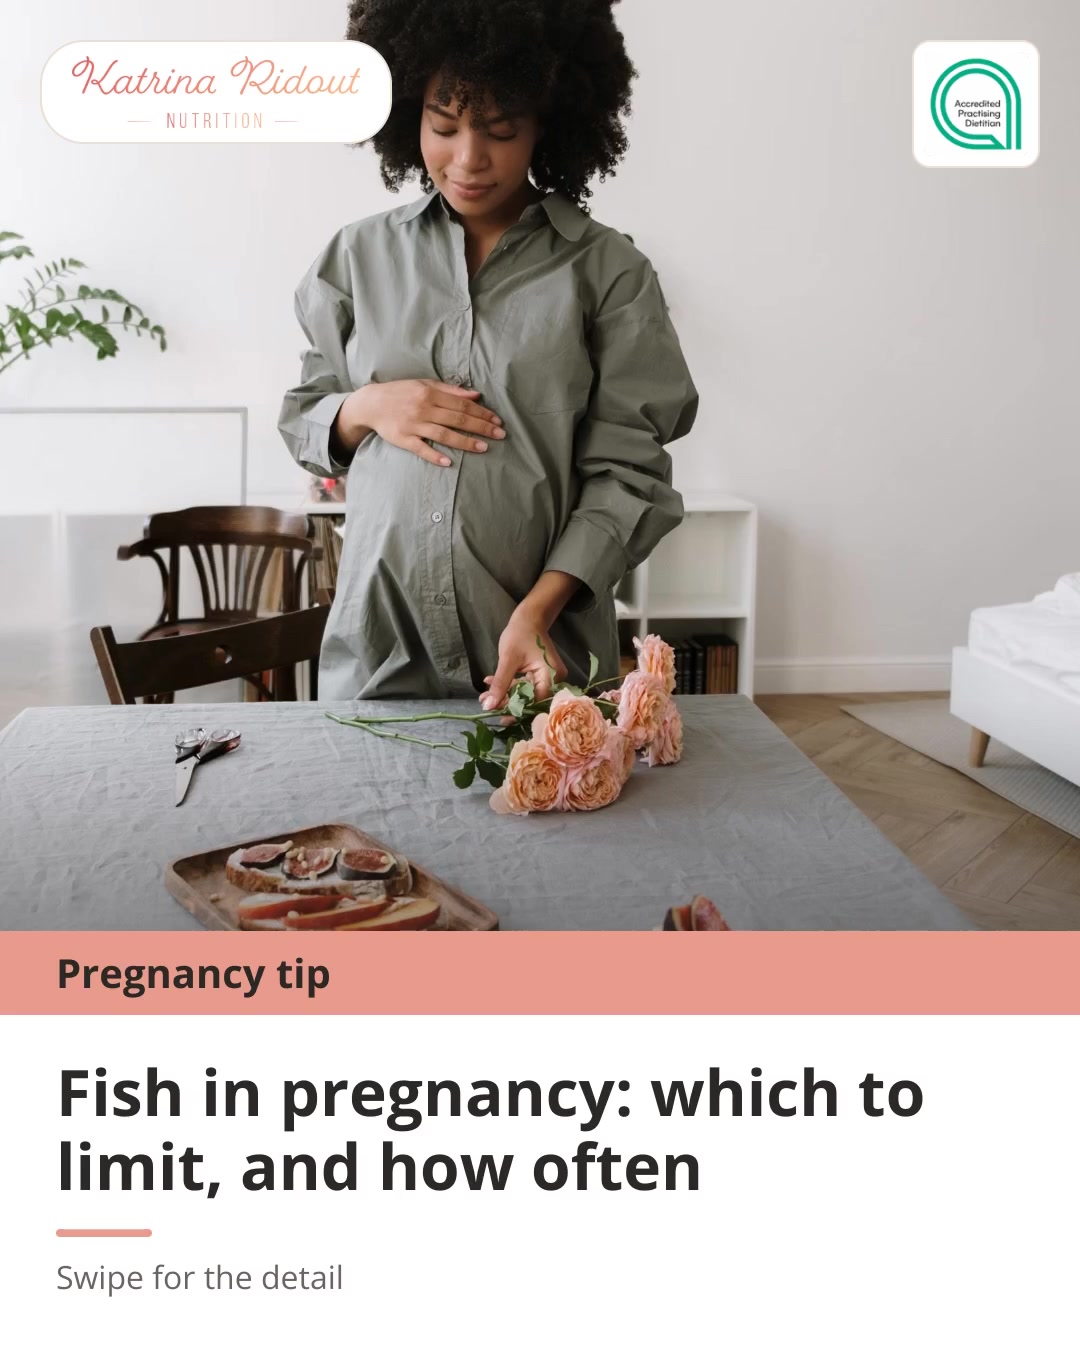 Katrina Ridout
NUTRITION
Accredited
Practising
Dietitian
Pregnancy tip
Fish in pregnancy: which to
limit, and how often
Swipe for the detail